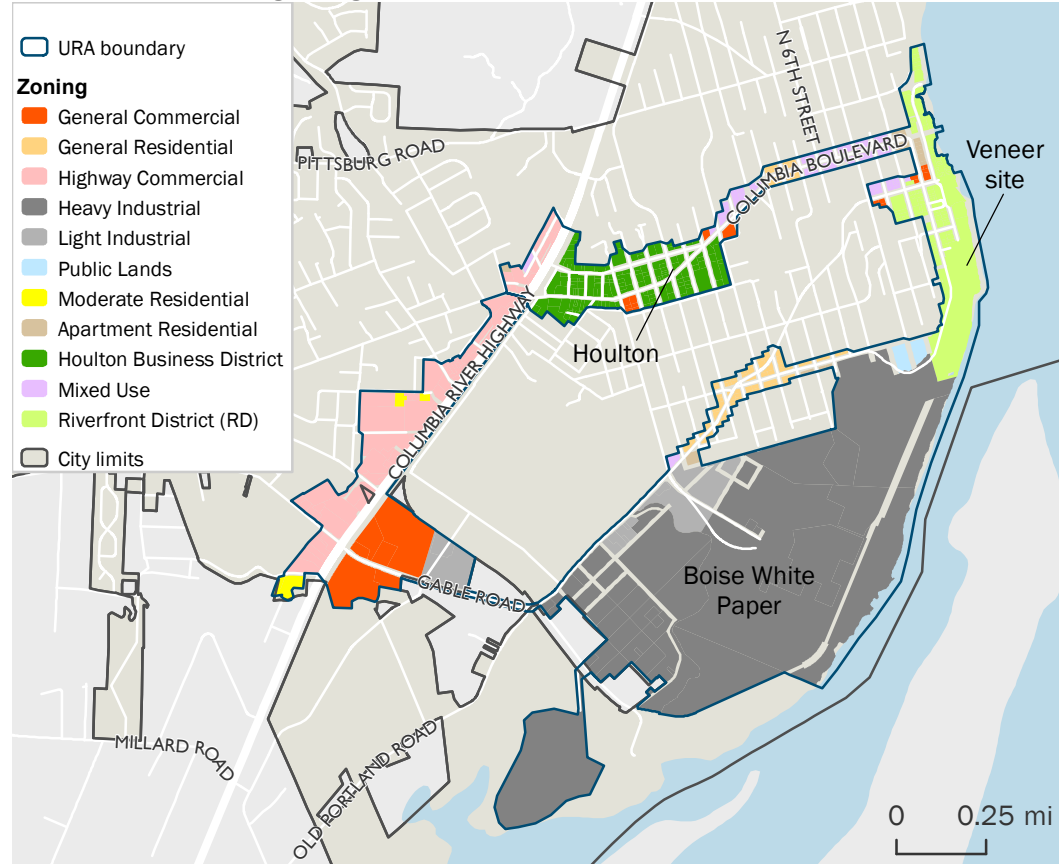 URA boundary
Zoning
General Commercial
General Residential
Highway Commercial
Heavy Industrial
Light Industrial
Public Lands
Moderate Residential
Apartment Residential
Houlton Business District
Mixed Use
Riverfront District (RD)
City limits
N 6TH STREET
PITTSBURG ROAD
COLUMBIA BOULEVARD
Veneer
site
COLUMBIA RIVER HIGHWAY
Houlton
GABLE ROAD
Boise White
Paper
MILLARD ROAD
OLD PORTLAND ROAD
0 0.25 mi